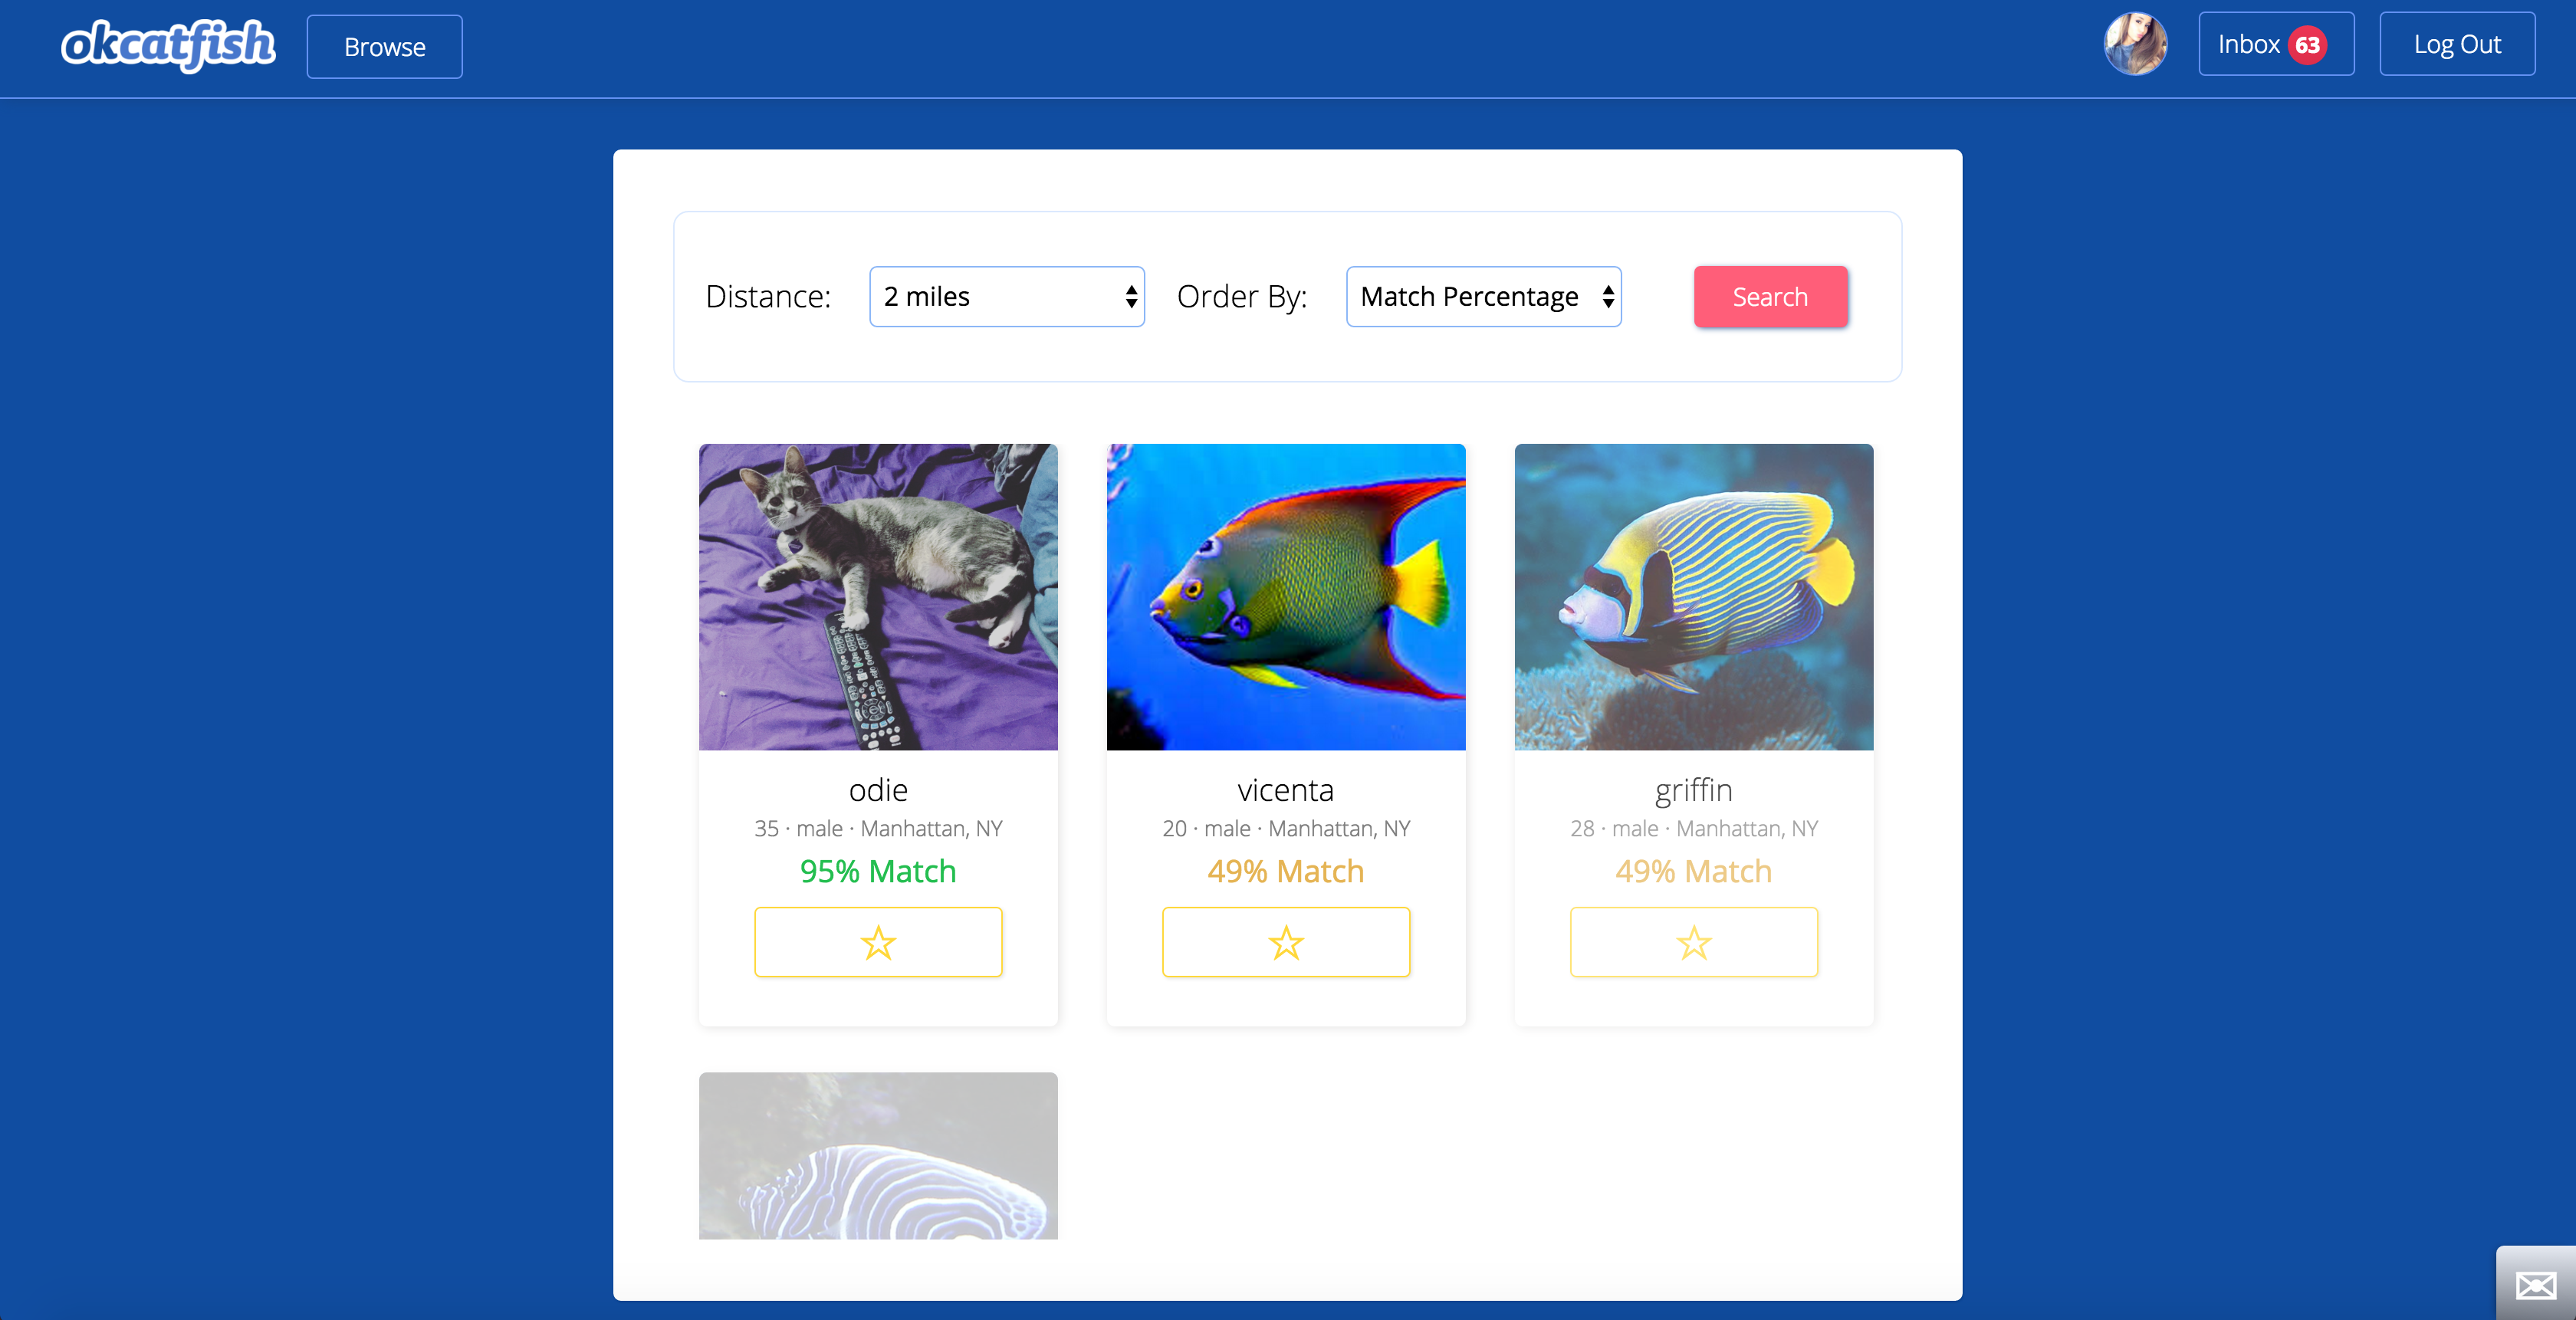 okcatfish
Browse
Inbox 63
Log Out
Distance: 2 miles Order By: Match Percentage Search
odie
35 · male · Manhattan, NY
95% Match
vicenta
20 · male · Manhattan, NY
49% Match
griffin
28 · male · Manhattan, NY
49% Match